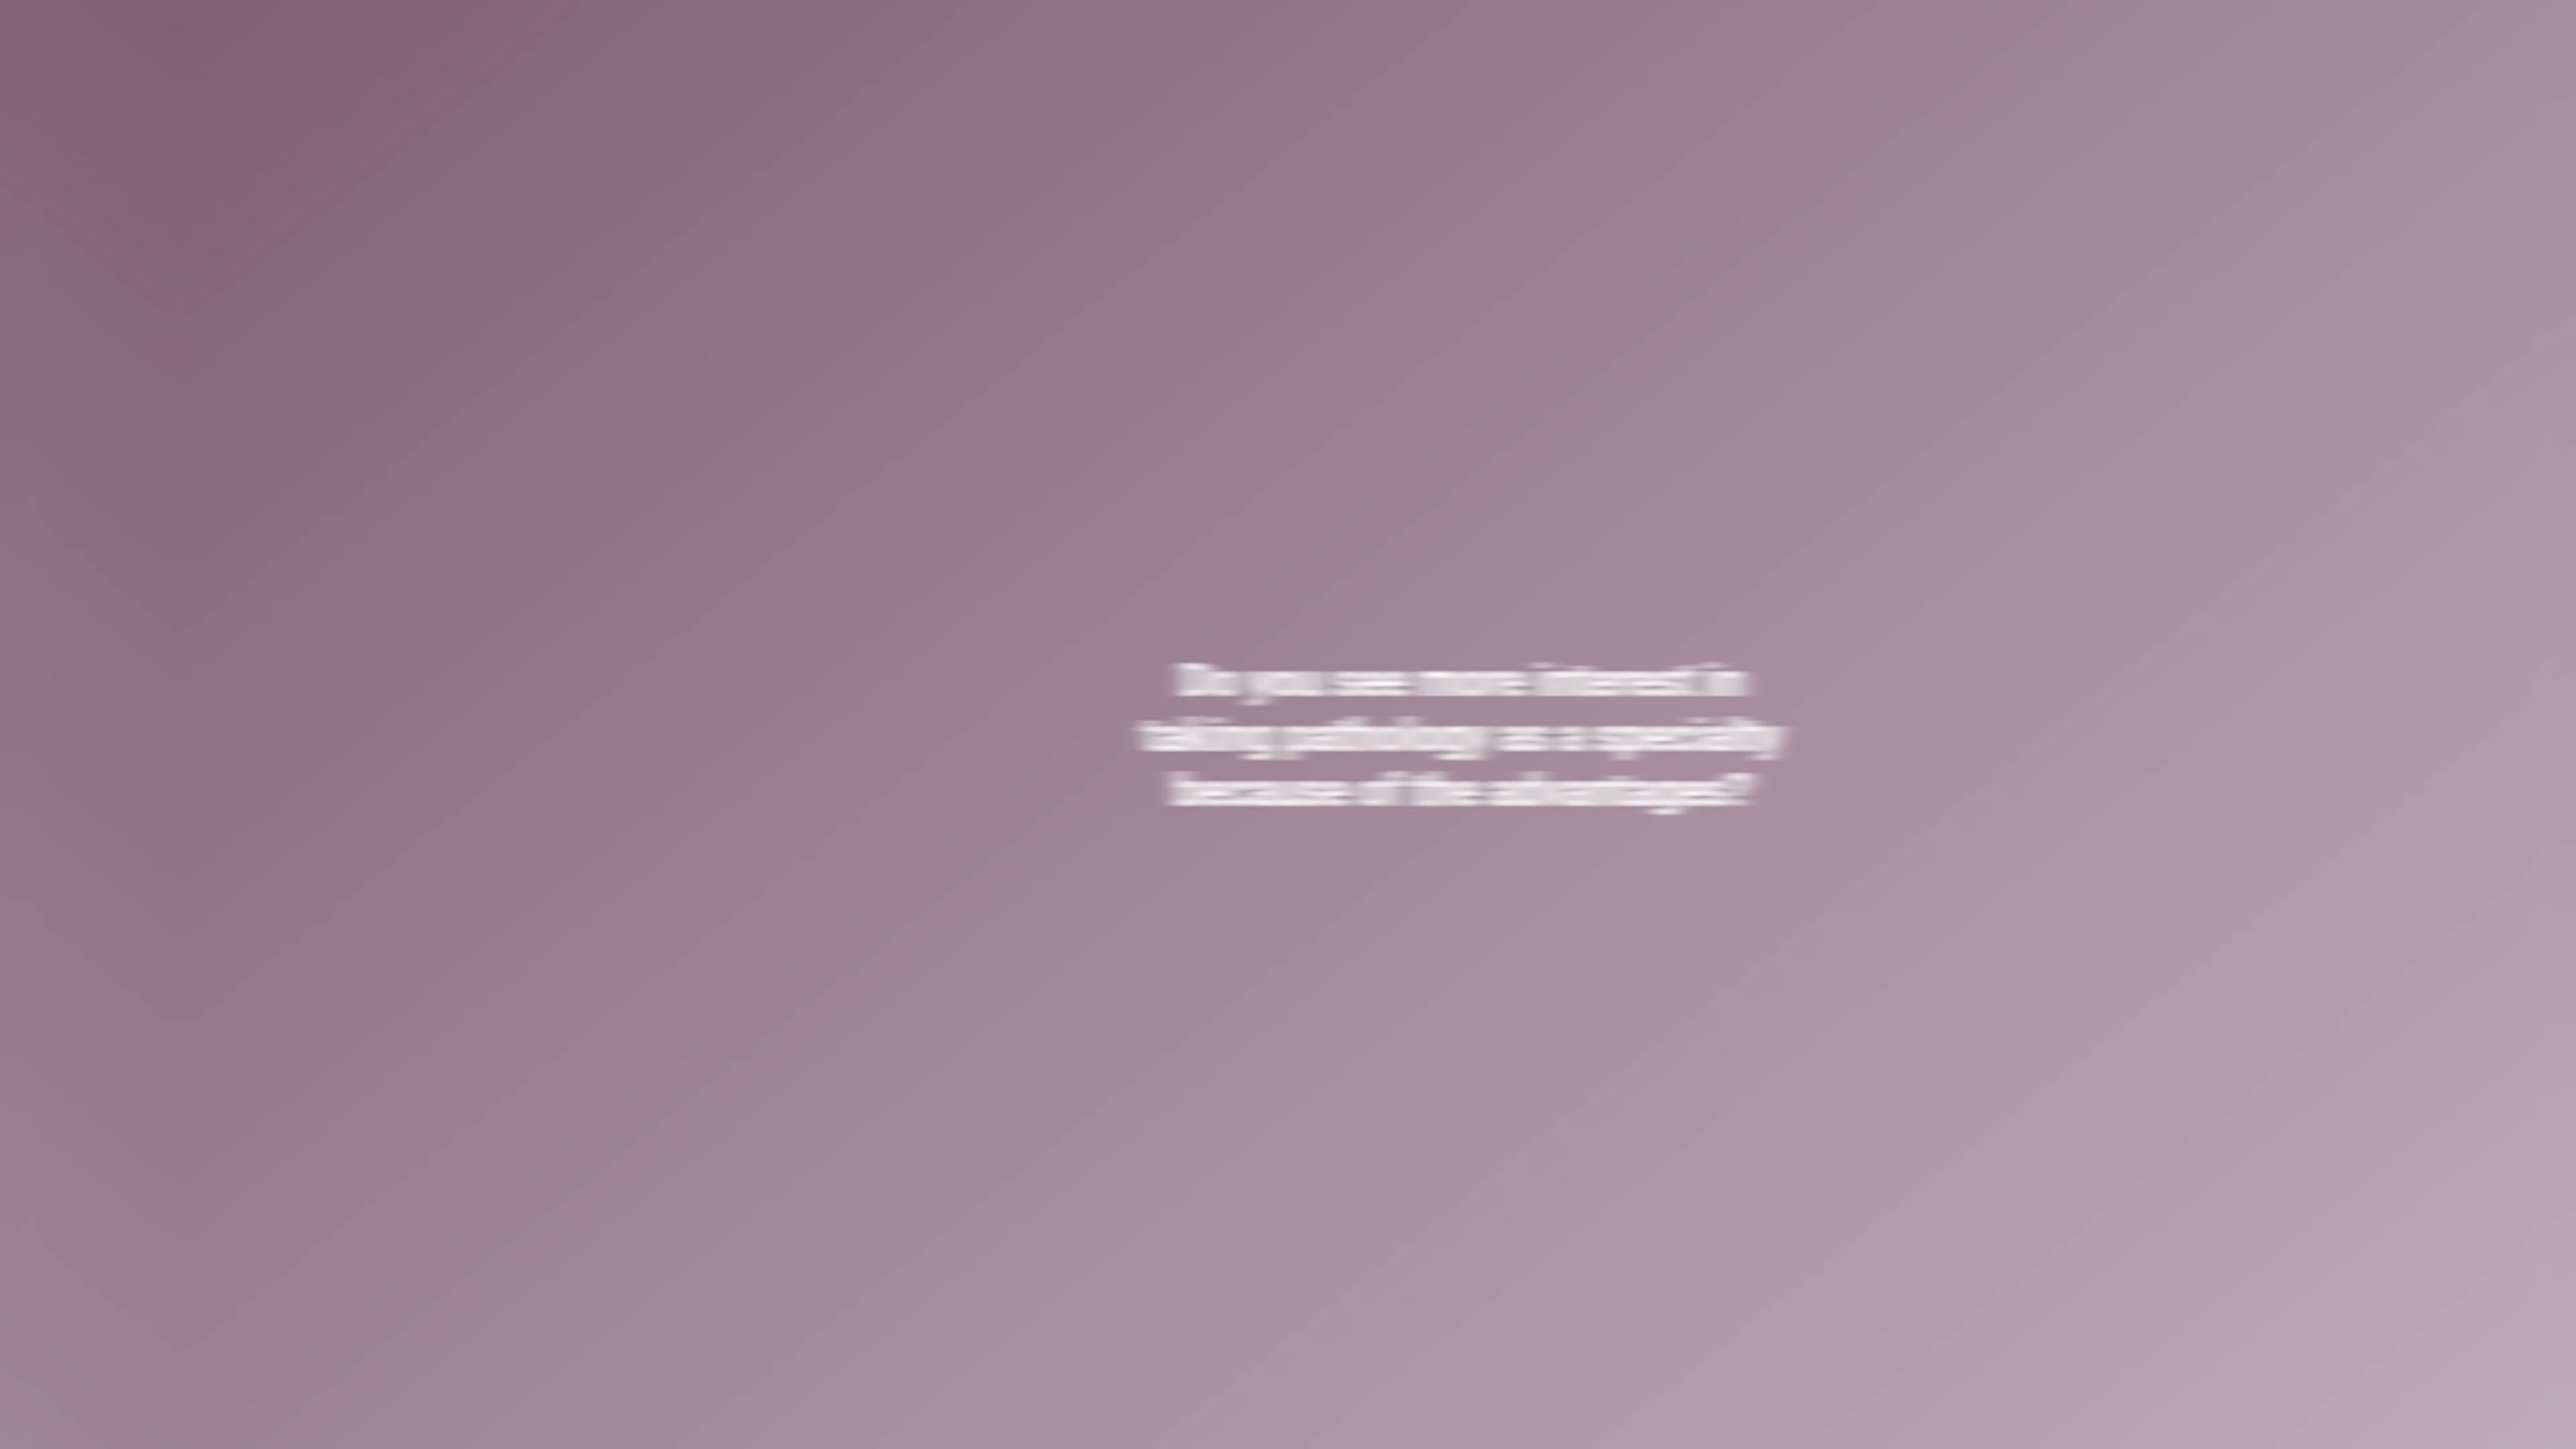 Do you see more interest in
taking pathology as a specialty
because of the advantages?